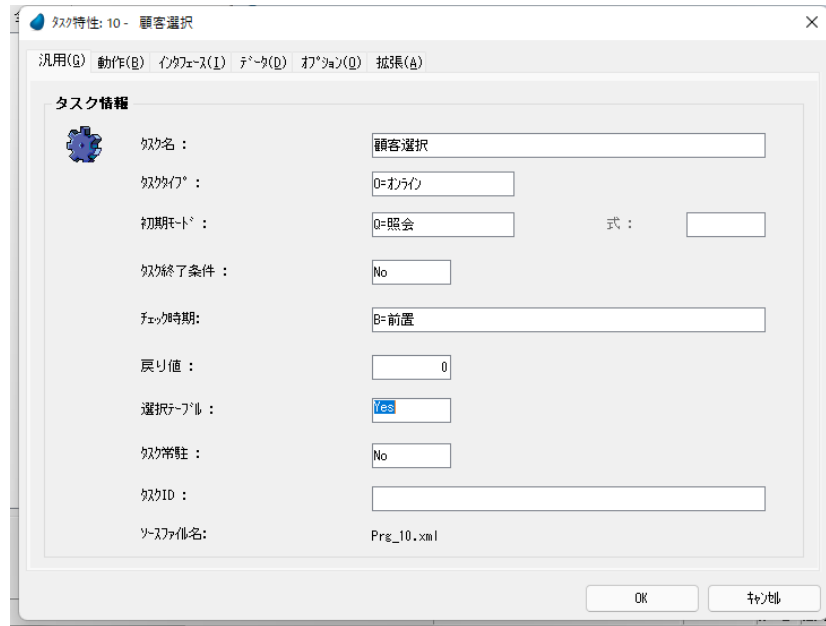 ﾀｽｸ特性: 10 - 顧客選択
汎用(G) 動作(B) ｲﾝﾀﾌｪｰｽ(I) ﾃﾞｰﾀ(D) ｵﾌﾟｼｮﾝ(O) 拡張(A)
タスク情報
ﾀｽｸ名 : 顧客選択
ﾀｽｸﾀｲﾌﾟ : O=ｵﾝﾗｲﾝ
初期ﾓｰﾄﾞ : Q=照会 式 :
ﾀｽｸ終了条件 : No
ﾁｪｯｸ時期: B=前置
戻り値 : 0
選択ﾃｰﾌﾞﾙ : Yes
ﾀｽｸ常駐 : No
ﾀｽｸID :
ｿｰｽﾌｧｲﾙ名: Prg_10.xml
OK ｷｬﾝｾﾙ